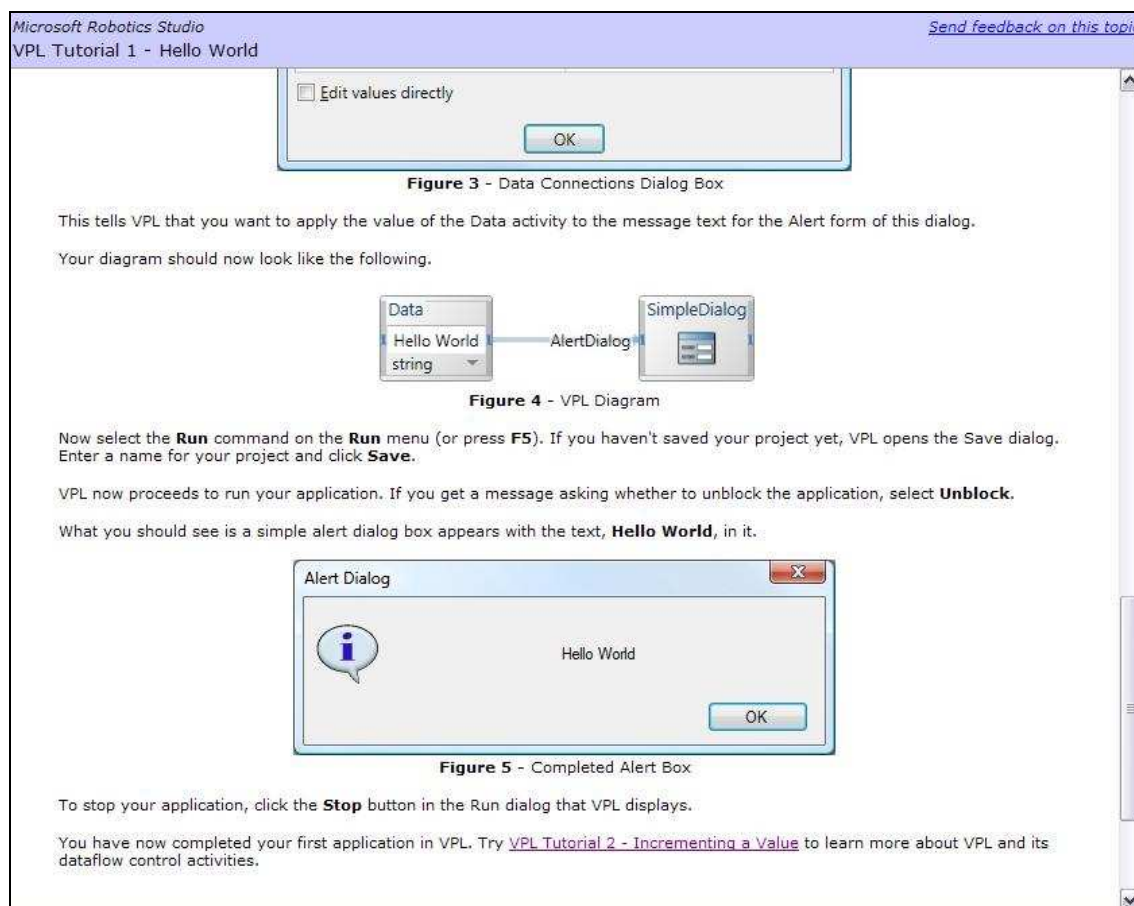 Microsoft Robotics Studio
Send feedback on this topi
VPL Tutorial 1 - Hello World
Edit values directly
OK
Figure 3 - Data Connections Dialog Box
This tells VPL that you want to apply the value of the Data activity to the message text for the Alert form of this dialog.
Your diagram should now look like the following.
Data
SimpleDialog
Hello World
AlertDialog
string
Figure 4 - VPL Diagram
Now select the Run command on the Run menu (or press F5). If you haven't saved your project yet, VPL opens the Save dialog.
Enter a name for your project and click Save.
VPL now proceeds to run your application. If you get a message asking whether to unblock the application, select Unblock.
What you should see is a simple alert dialog box appears with the text, Hello World, in it.
Alert Dialog
Hello World
OK
Figure 5 - Completed Alert Box
To stop your application, click the Stop button in the Run dialog that VPL displays.
You have now completed your first application in VPL. Try VPL Tutorial 2 - Incrementing a Value to learn more about VPL and its
dataflow control activities.